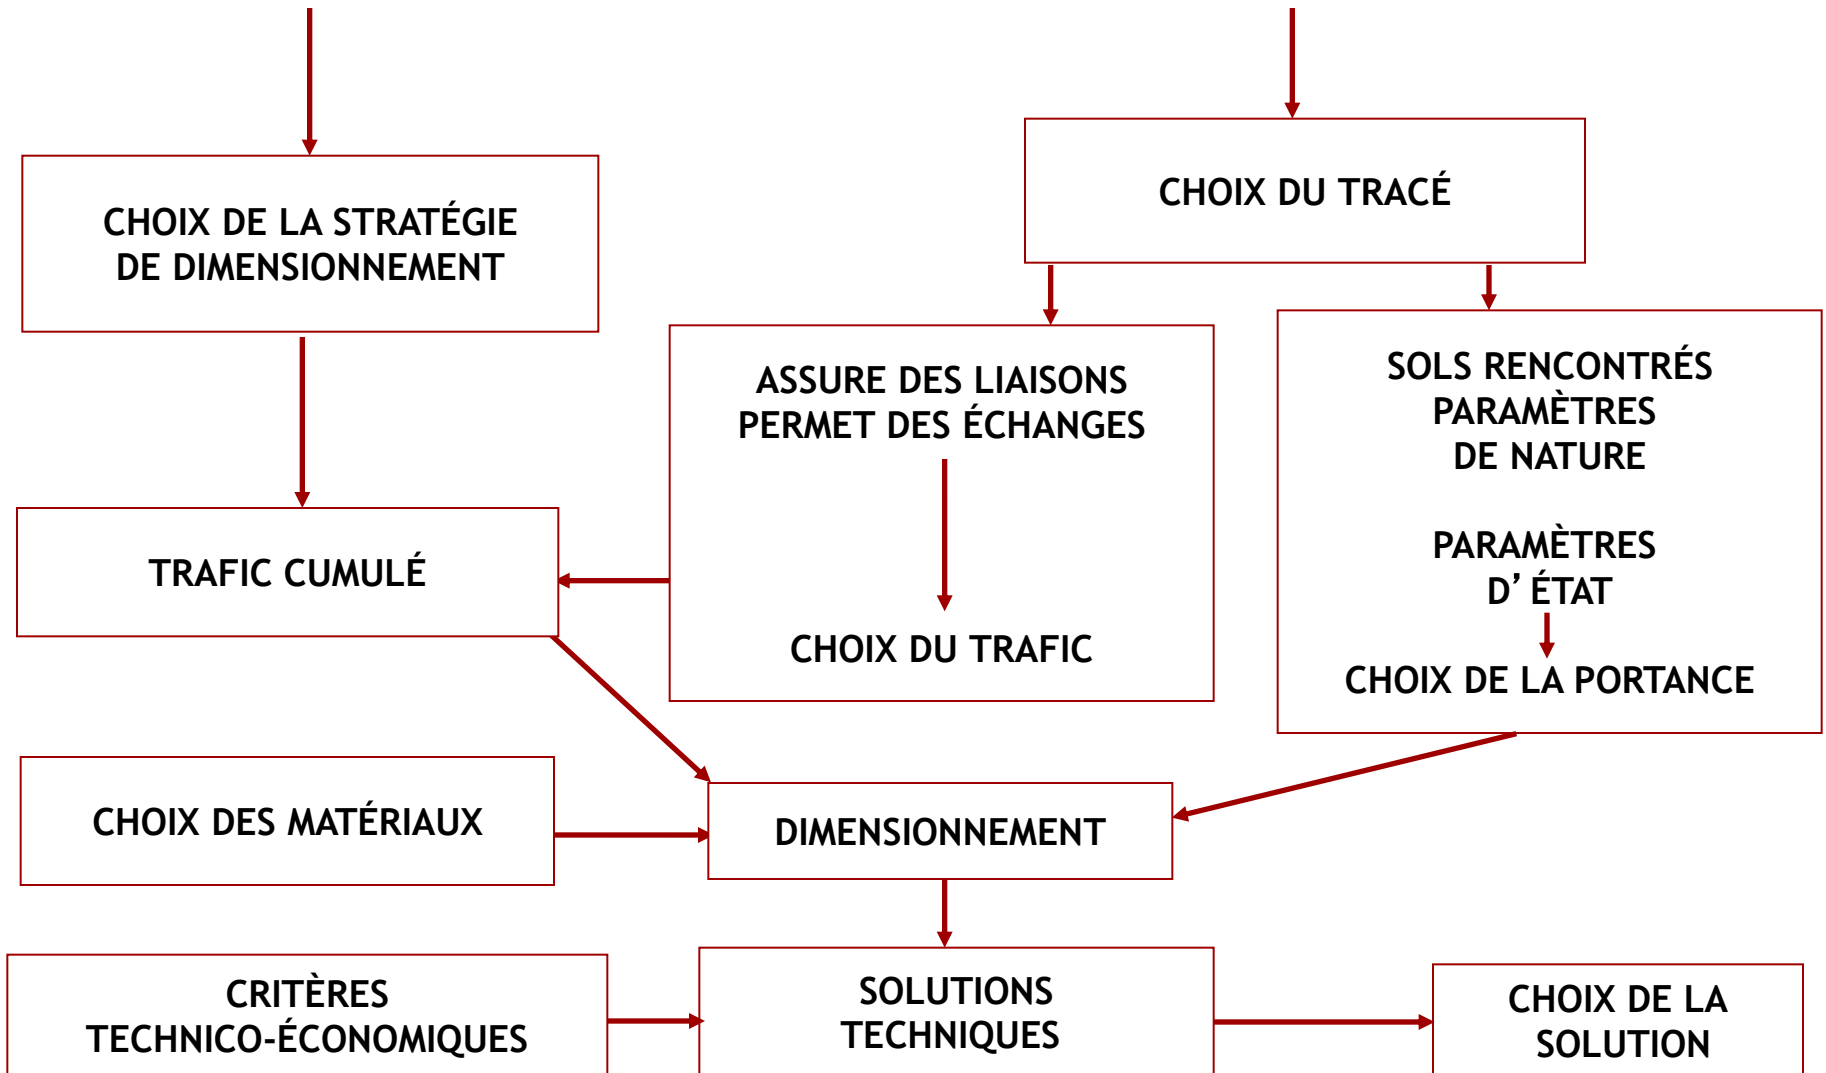 CHOIX DE LA STRATÉGIE
DE DIMENSIONNEMENT
CHOIX DU TRACÉ
ASSURE DES LIAISONS
PERMET DES ÉCHANGES
CHOIX DU TRAFIC
SOLS RENCONTRÉS
PARAMÈTRES
DE NATURE
PARAMÈTRES
D’ ÉTAT
CHOIX DE LA PORTANCE
TRAFIC CUMULÉ
CHOIX DES MATÉRIAUX
DIMENSIONNEMENT
CRITÈRES
TECHNICO-ÉCONOMIQUES
SOLUTIONS
TECHNIQUES
CHOIX DE LA
SOLUTION